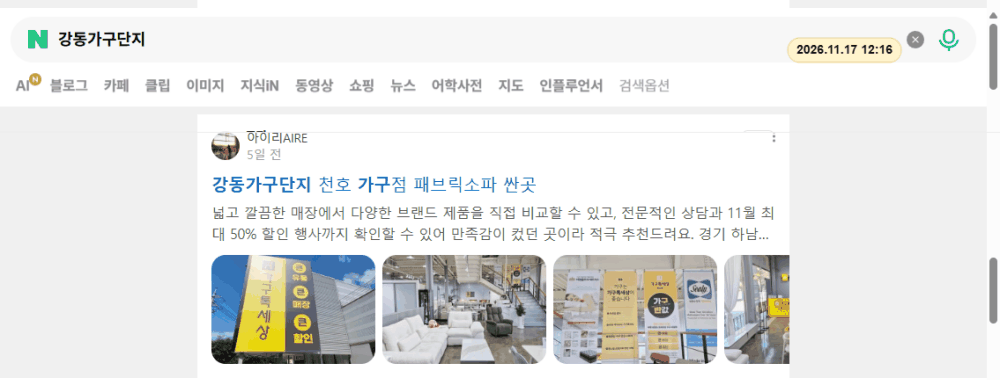 강동가구단지
2026.11.17 12:16
AI N 블로그 카페 클립 이미지 지식iN 동영상 쇼핑 뉴스 어학사전 지도 인플루언서 검색옵션
아이리AIRE
5일 전
강동가구단지 천호 가구점 패브릭소파 싼곳
넓고 깔끔한 매장에서 다양한 브랜드 제품을 직접 비교할 수 있고, 전문적인 상담과 11월 최
대 50% 할인 행사까지 확인할 수 있어 만족감이 컸던 곳이라 적극 추천드려요. 경기 하남...
가구특세상
큰
유통
큰
매장
큰
할인
가구
반값
Sealy